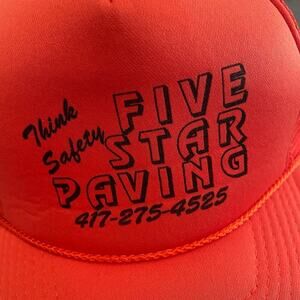 Think
Safety
FIVE
STAR
PAVING
417-275-4525